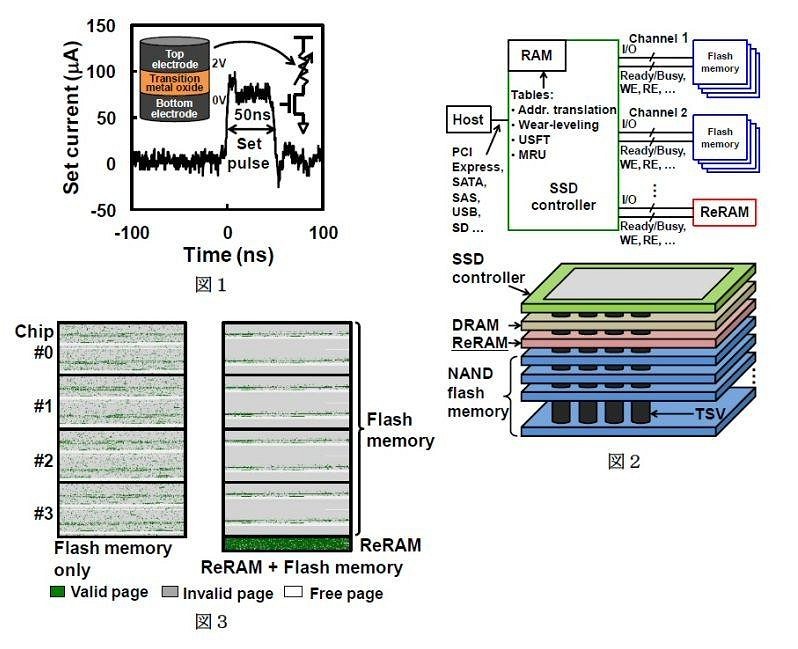 150
100
50
0
-50
-100
0
100
Set current (µA)
Time (ns)
Top
electrode
Transition
metal oxide
Bottom
electrode
2V
0V
50ns
Set
pulse
図1
RAM
Tables:
• Addr. translation
• Wear-leveling
• USFT
• MRU
SSD
controller
Host
PCI
Express,
SATA,
SAS,
USB,
SD ...
Channel 1
I/O
Ready/Busy,
WE, RE, ...
Flash
memory
Channel 2
I/O
Ready/Busy,
WE, RE, ...
Flash
memory
I/O
Ready/Busy,
WE, RE, ...
ReRAM
SSD
controller
DRAM
ReRAM
NAND
flash
memory
TSV
図2
Chip
#0
#1
#2
#3
Flash memory
only
Flash
memory
ReRAM
ReRAM + Flash memory
Valid page
Invalid page
Free page
図3